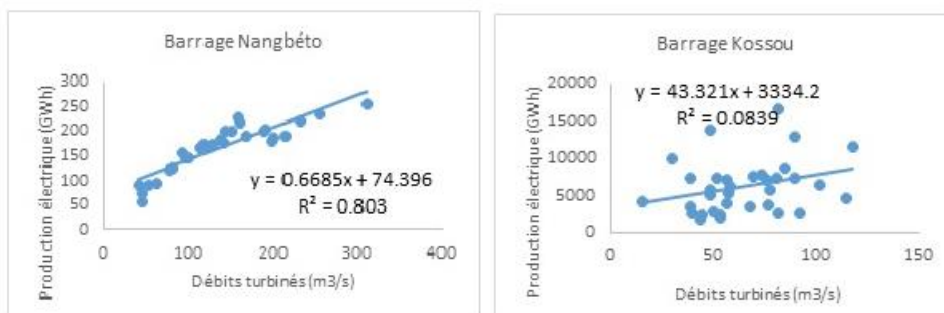 Barrage Nangbéto
Production électrique (GWh)
300
250
200
150
100
50
0
y = 0.6685x + 74.396
R² = 0.803
0 100 200 300 400
Débits turbinés (m3/s)
Barrage Kossou
Production électrique (GWh)
20000
15000
10000
5000
0
y = 43.321x + 3334.2
R² = 0.0839
0 50 100 150
Débits turbinés (m3/s)